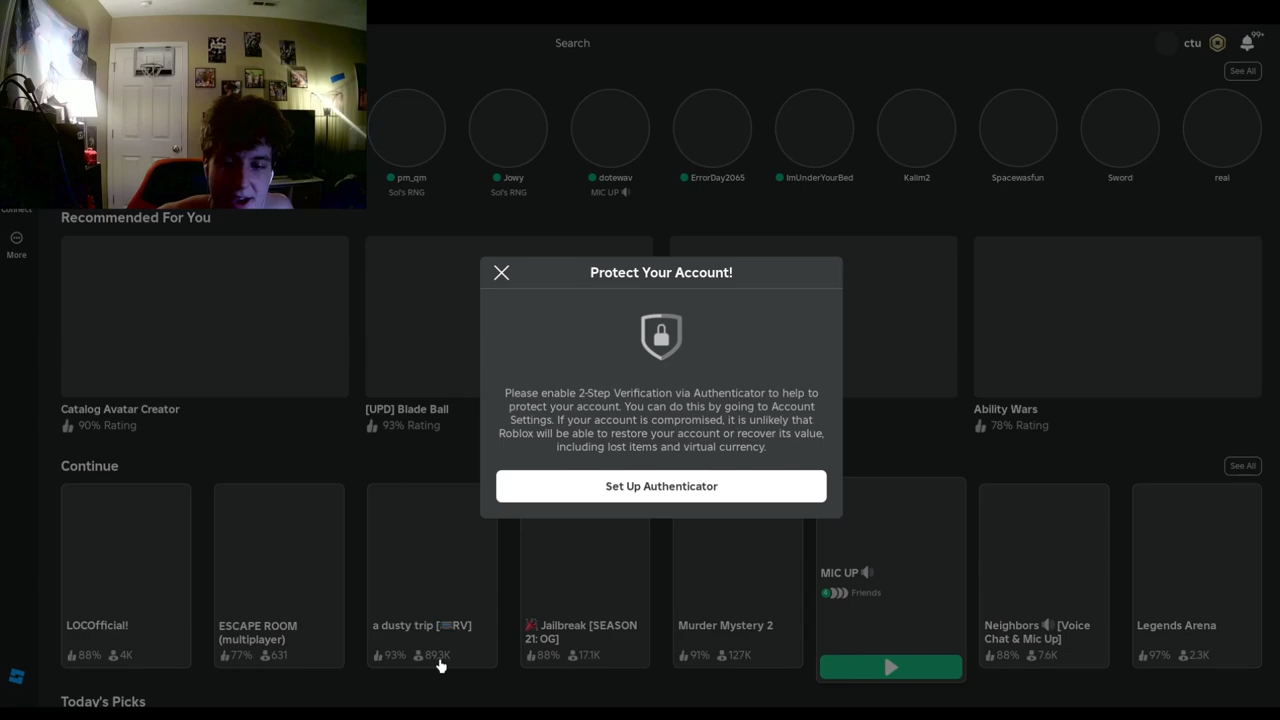 Search
ctu
99+
See All
pm_qm
Jowy
dotewav
ErrorDay2065
ImUnderYourBed
Kalim2
Spacewasfun
Sword
real
Sol's RNG
Sol's RNG
MIC UP
Connect
More
Recommended For You
Protect Your Account!
Please enable 2-Step Verification via Authenticator to help to
protect your account. You can do this by going to Account
Settings. If your account is compromised, it is unlikely that
Roblox will be able to restore your account or recover its value,
including lost items and virtual currency.
Set Up Authenticator
Catalog Avatar Creator
90% Rating
[UPD] Blade Ball
93% Rating
Ability Wars
78% Rating
Continue
See All
LOCOfficial!
88% 4K
ESCAPE ROOM
(multiplayer)
77% 631
a dusty trip [RV]
93% 89.3K
Jailbreak [SEASON
21: OG]
88% 17.1K
Murder Mystery 2
91% 127K
MIC UP
Friends
Neighbors [Voice
Chat & Mic Up]
88% 7.6K
Legends Arena
97% 2.3K
Today's Picks